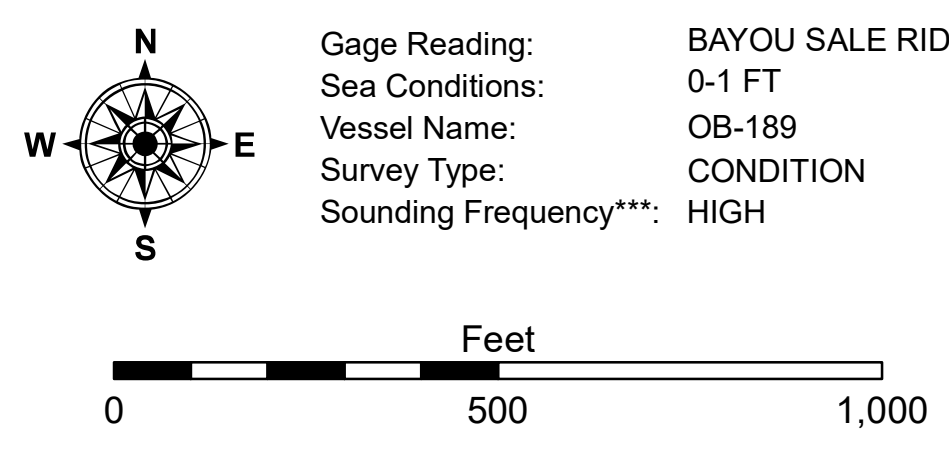 N
W E
S
Gage Reading: BAYOU SALE RID
Sea Conditions: 0-1 FT
Vessel Name: OB-189
Survey Type: CONDITION
Sounding Frequency***: HIGH
Feet
0 500 1,000